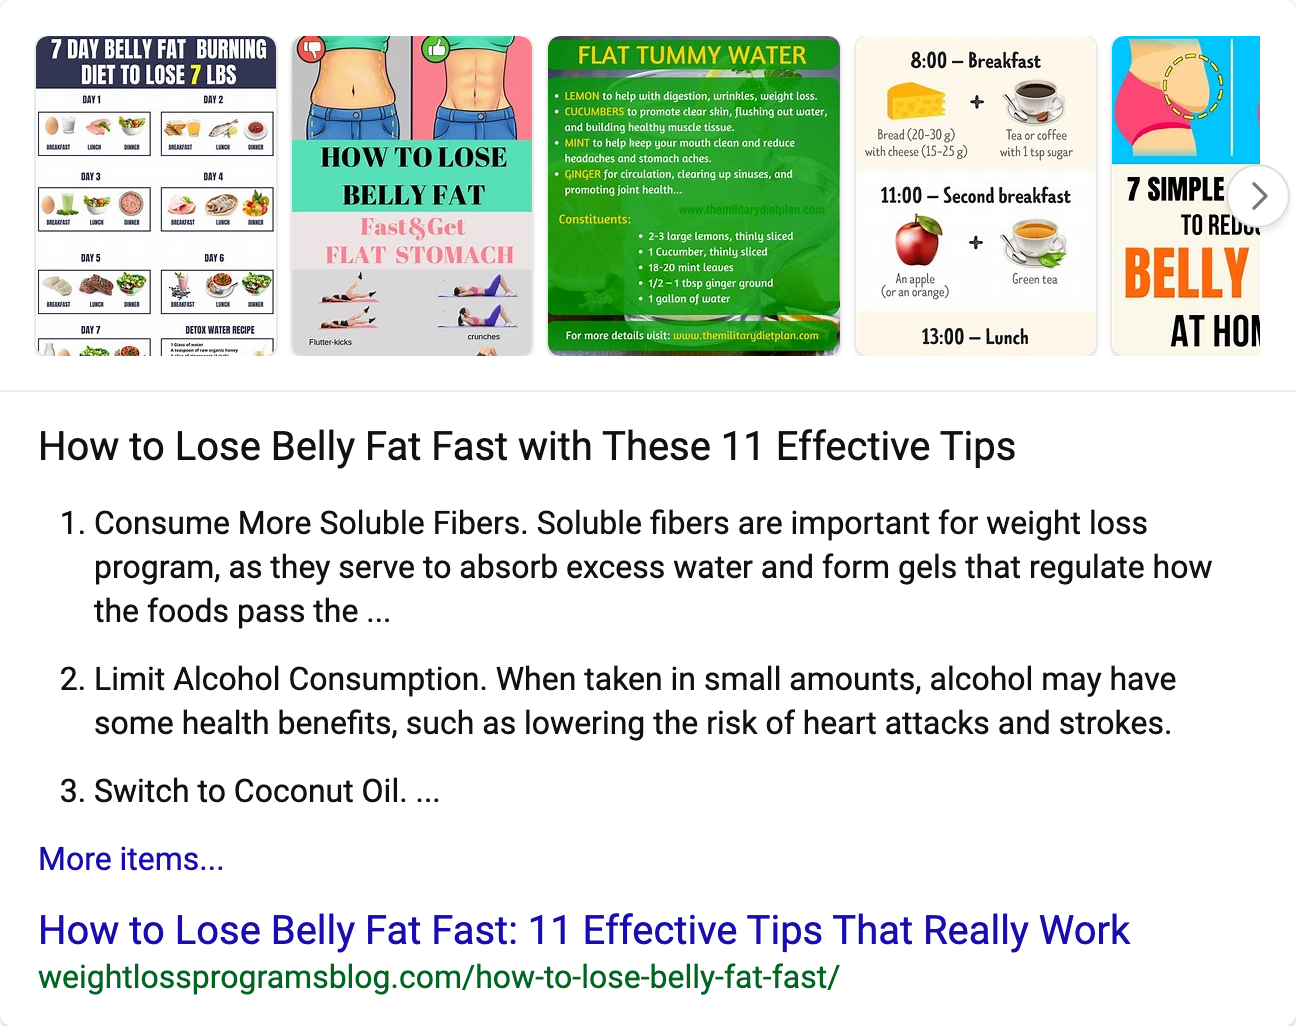 7 DAY BELLY FAT BURNING
DIET TO LOSE 7 LBS
DAY 1
DAY 2
BREAKFAST LUNCH DINNER
BREAKFAST LUNCH DINNER
DAY 3
DAY 4
BREAKFAST LUNCH DINNER
BREAKFAST LUNCH DINNER
DAY 5
DAY 6
BREAKFAST LUNCH DINNER
BREAKFAST LUNCH DINNER
DAY 7
DETOX WATER RECIPE
1 Glass of water
A teaspoon of raw organic honey
HOW TO LOSE
BELLY FAT
Fast&Get
FLAT STOMACH
Flutter-kicks
crunches
FLAT TUMMY WATER
• LEMON to help with digestion, wrinkles, weight loss.
• CUCUMBERS to promote clear skin, flushing out water,
and building healthy muscle tissue.
• MINT to help keep your mouth clean and reduce
headaches and stomach aches.
• GINGER for circulation, clearing up sinuses, and
promoting joint health...
www.themilitarydietplan.com
Constituents:
• 2-3 large lemons, thinly sliced
• 1 Cucumber, thinly sliced
• 18-20 mint leaves
• 1/2 – 1 tbsp ginger ground
• 1 gallon of water
For more details visit: www.themilitarydietplan.com
8:00 – Breakfast
+
Bread (20-30 g)
with cheese (15-25 g)
Tea or coffee
with 1 tsp sugar
11:00 – Second breakfast
+
An apple
(or an orange)
Green tea
13:00 – Lunch
7 SIMPLE
TO REDU
BELLY
AT HOM
How to Lose Belly Fat Fast with These 11 Effective Tips
1. Consume More Soluble Fibers. Soluble fibers are important for weight loss
program, as they serve to absorb excess water and form gels that regulate how
the foods pass the ...
2. Limit Alcohol Consumption. When taken in small amounts, alcohol may have
some health benefits, such as lowering the risk of heart attacks and strokes.
3. Switch to Coconut Oil. ...
More items...
How to Lose Belly Fat Fast: 11 Effective Tips That Really Work
weightlossprogramsblog.com/how-to-lose-belly-fat-fast/